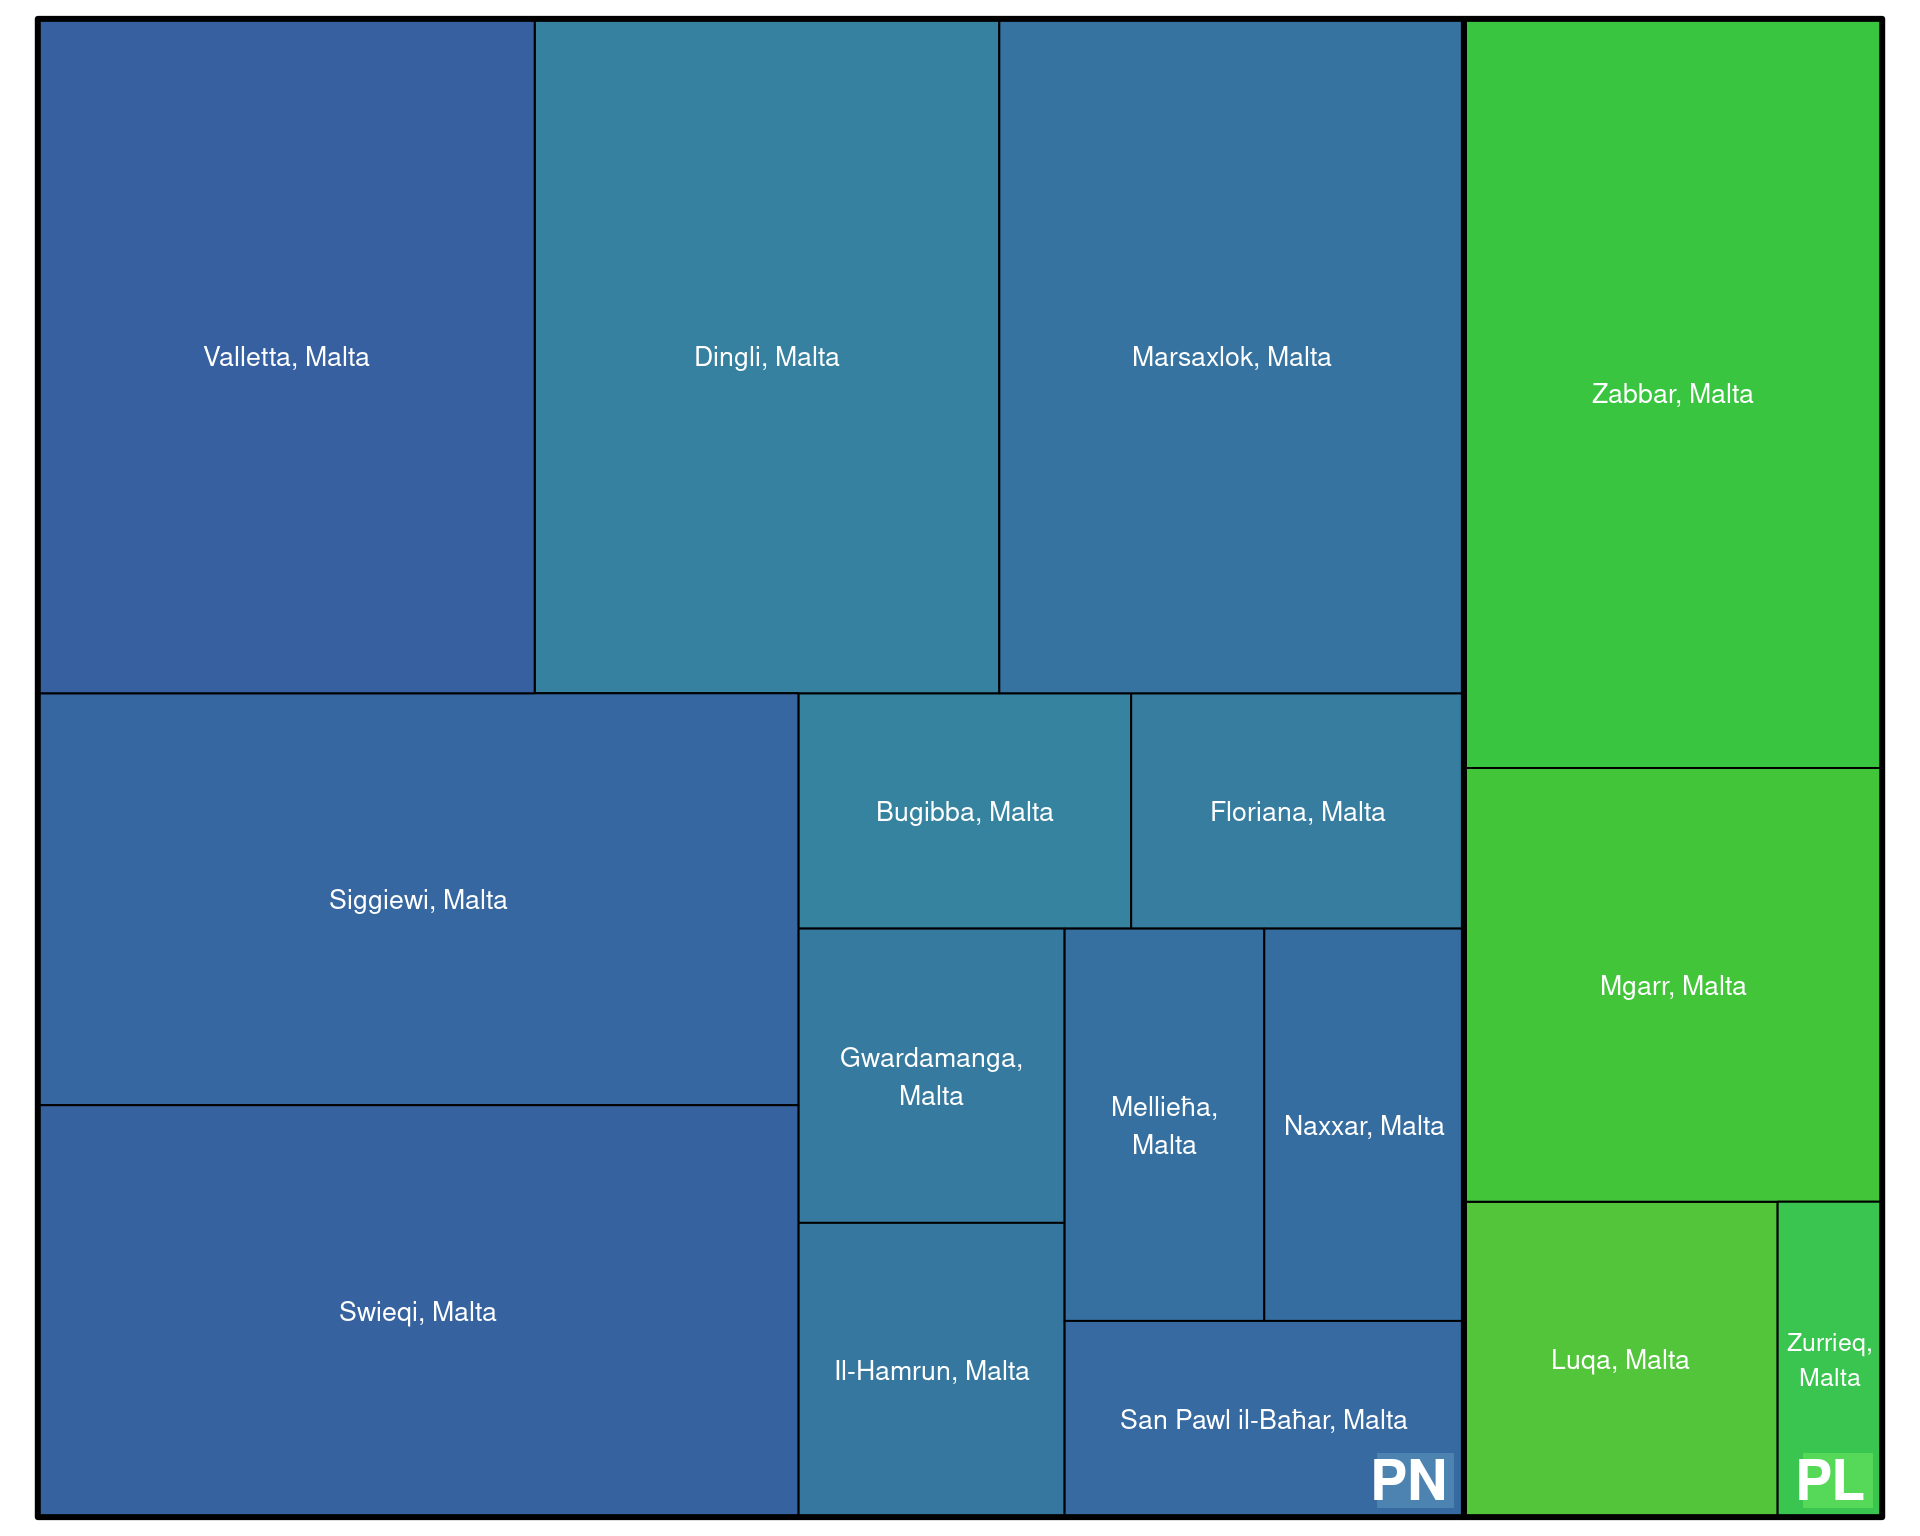 Valletta, Malta
Dingli, Malta
Marsaxlok, Malta
Zabbar, Malta
Siggiewi, Malta
Bugibba, Malta
Floriana, Malta
Mgarr, Malta
Gwardamanga,
Malta
Mellieħa,
Malta
Naxxar, Malta
Swieqi, Malta
Il-Hamrun, Malta
San Pawl il-Baħar, Malta
Luqa, Malta
Zurrieq,
Malta
PN
PL